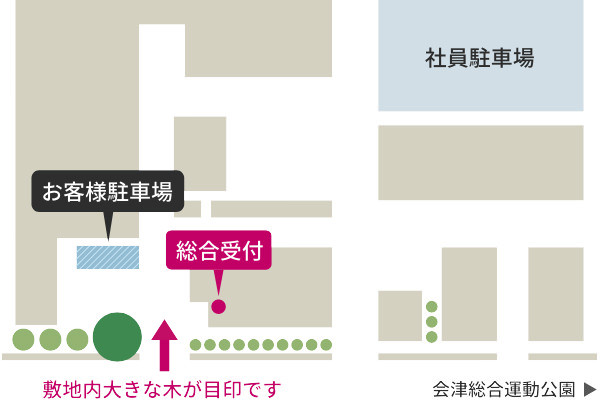 社員駐車場
お客様駐車場
総合受付
敷地内大きな木が目印です
会津総合運動公園 ▶